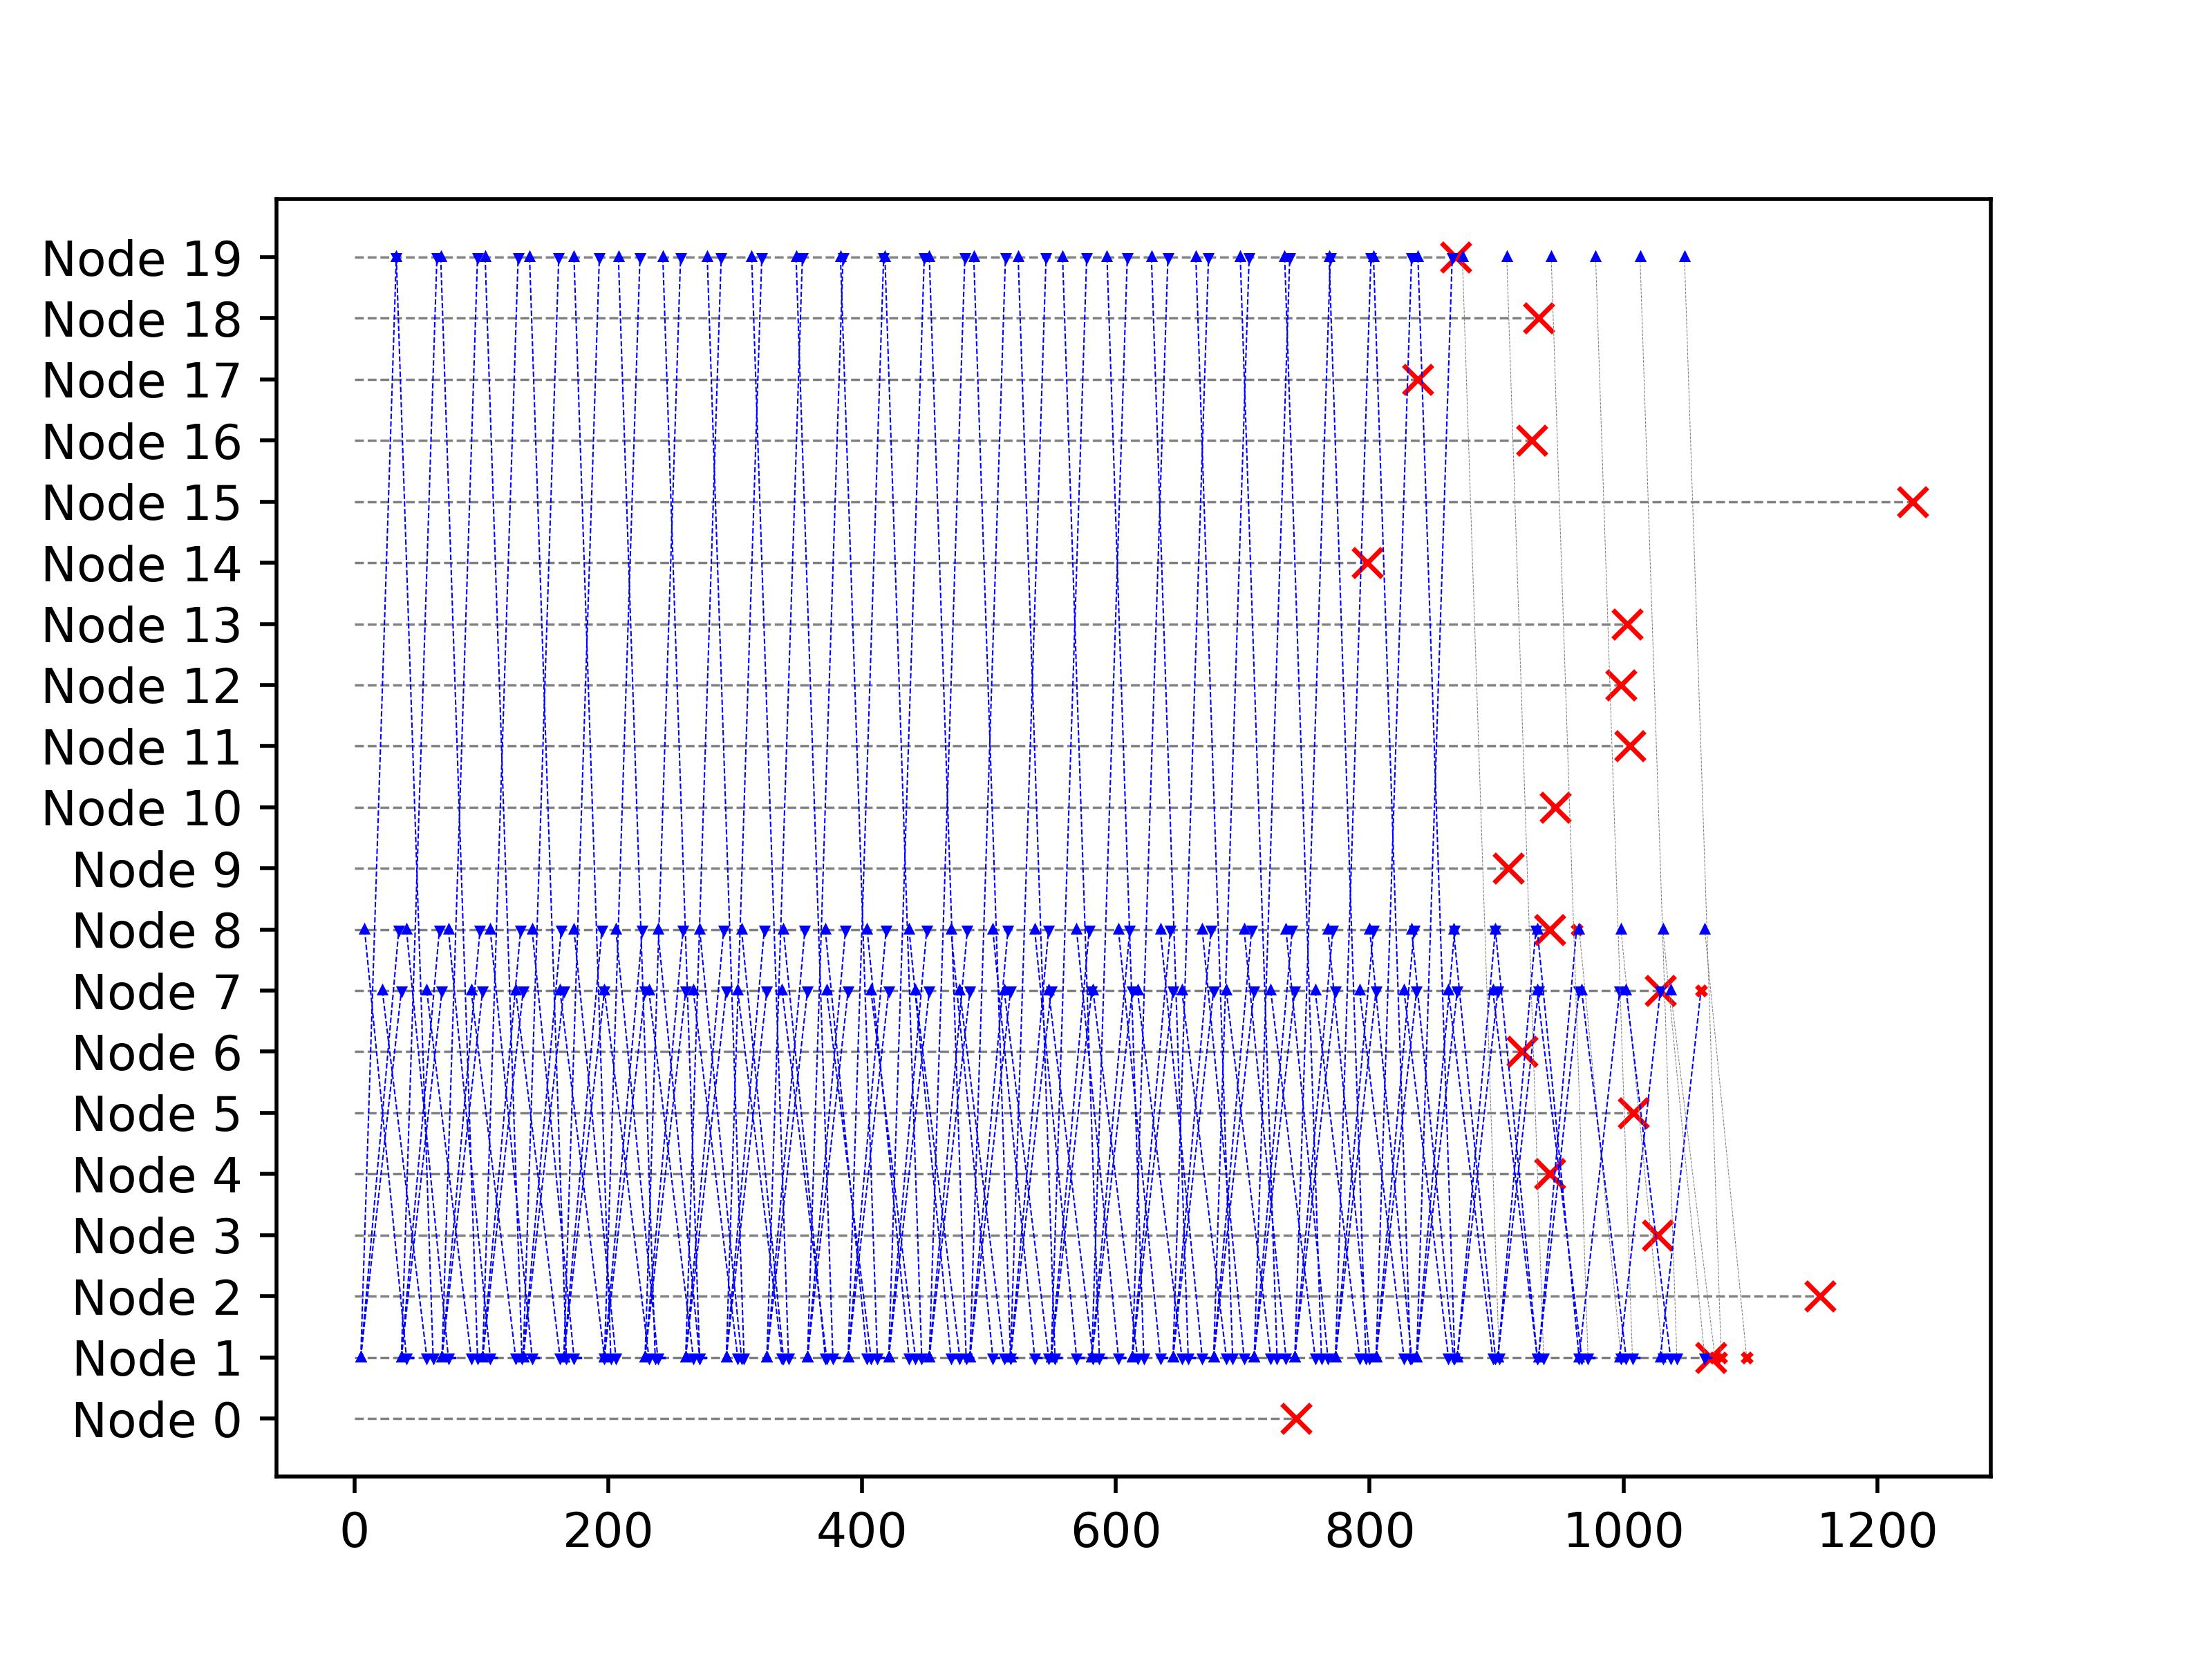 Node 19
Node 18
Node 17
Node 16
Node 15
Node 14
Node 13
Node 12
Node 11
Node 10
Node 9
Node 8
Node 7
Node 6
Node 5
Node 4
Node 3
Node 2
Node 1
Node 0
0 200 400 600 800 1000 1200